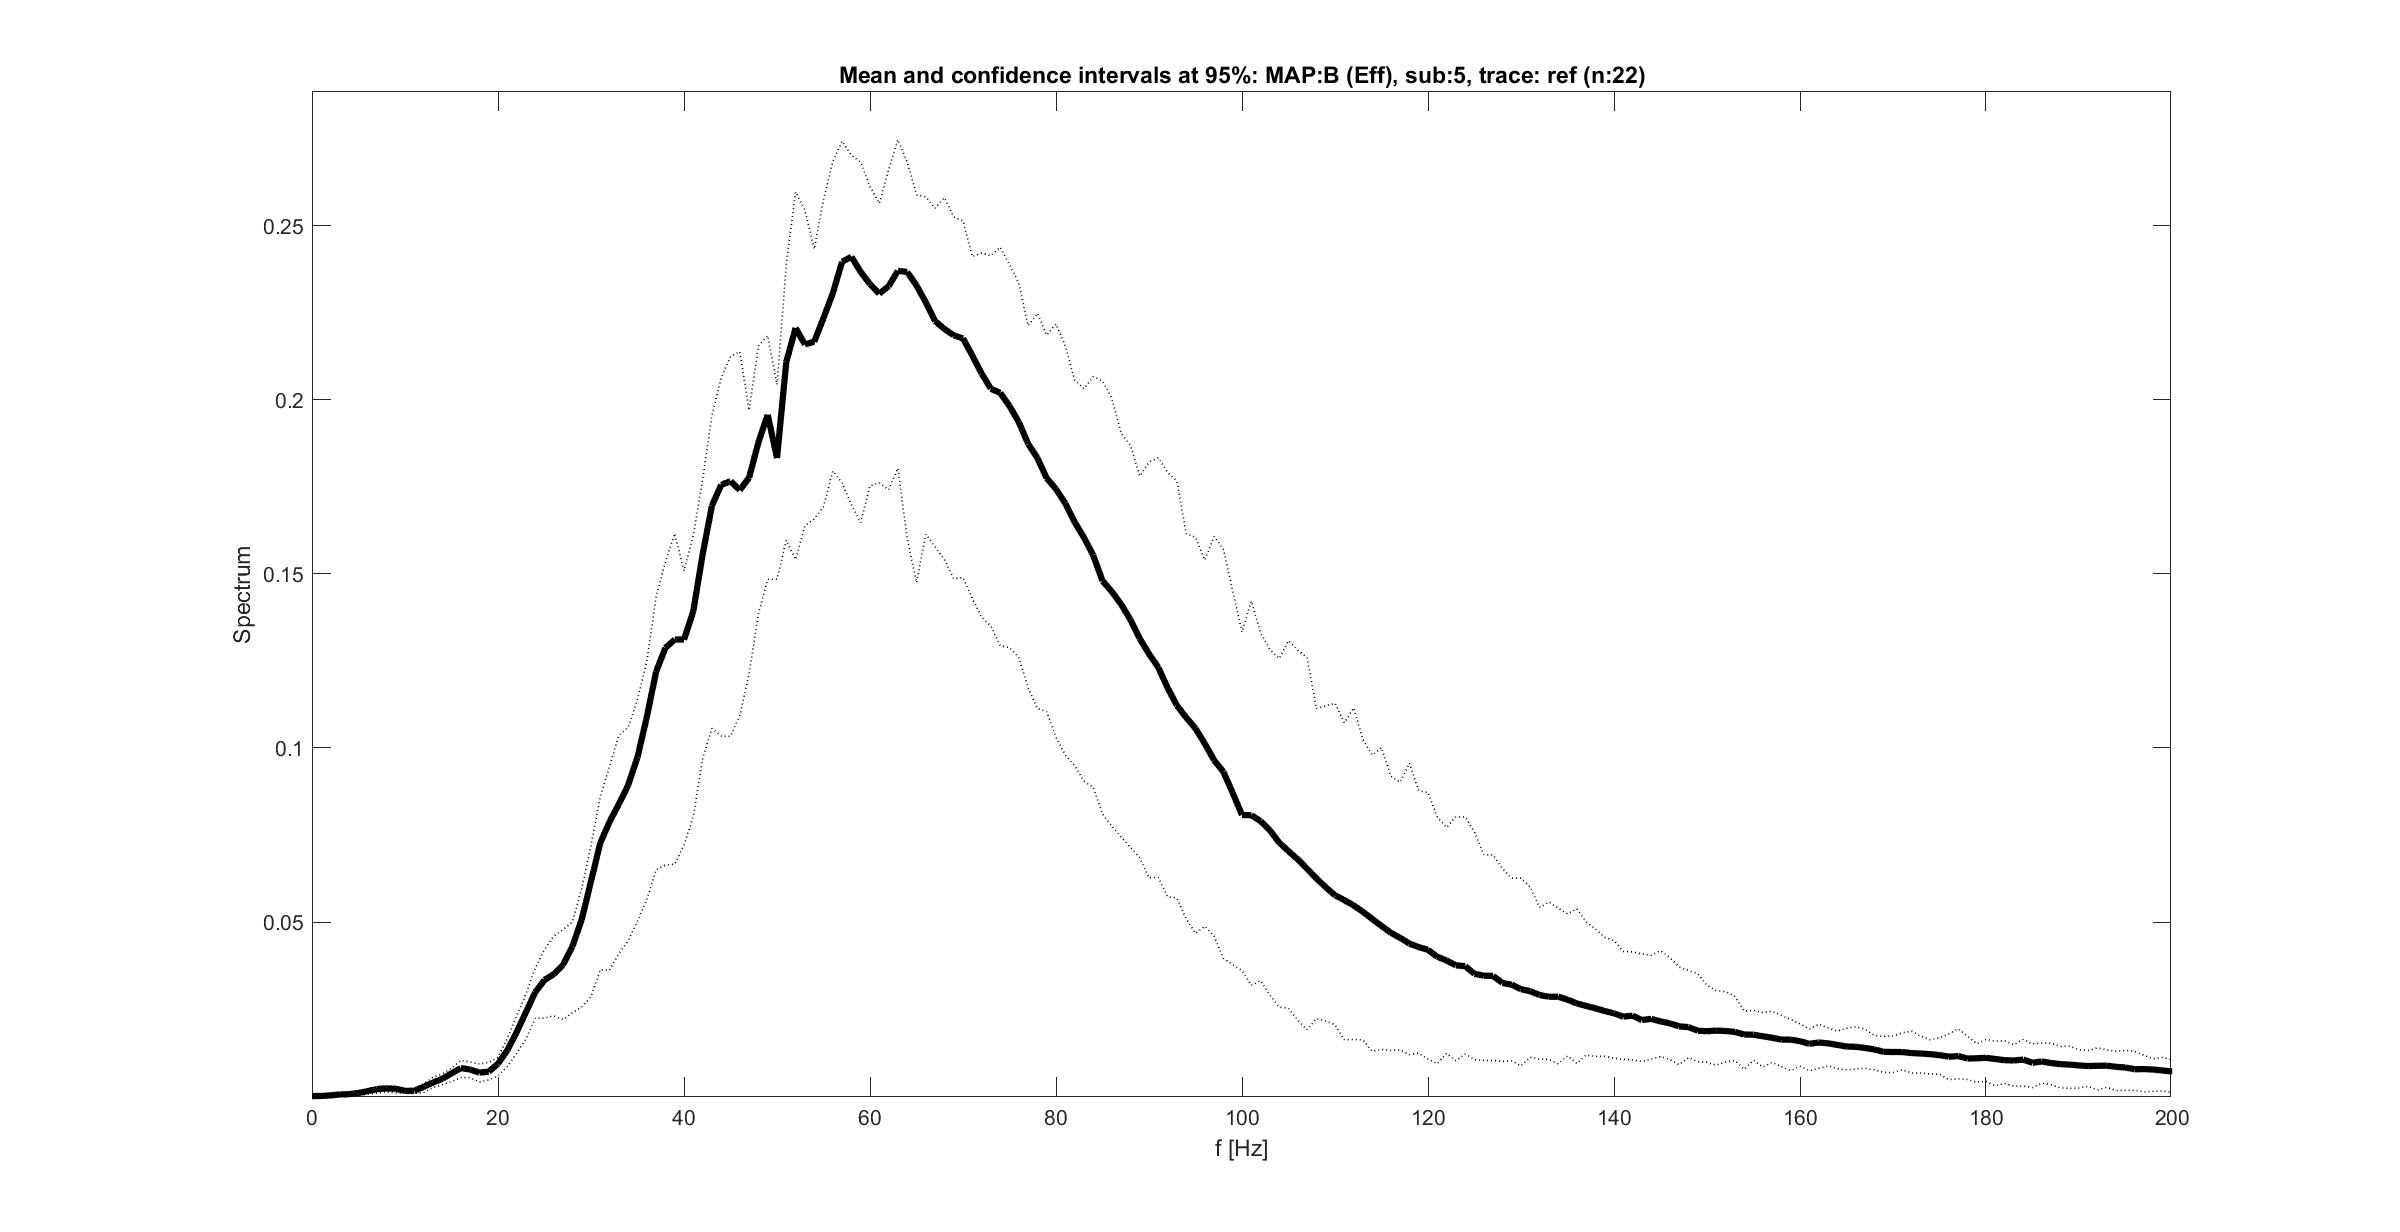 Mean and confidence intervals at 95%: MAP:B (Eff), sub:5, trace: ref (n:22)
0.25
0.2
0.15
0.1
0.05
Spectrum
0 20 40 60 80 100 120 140 160 180 200
f [Hz]